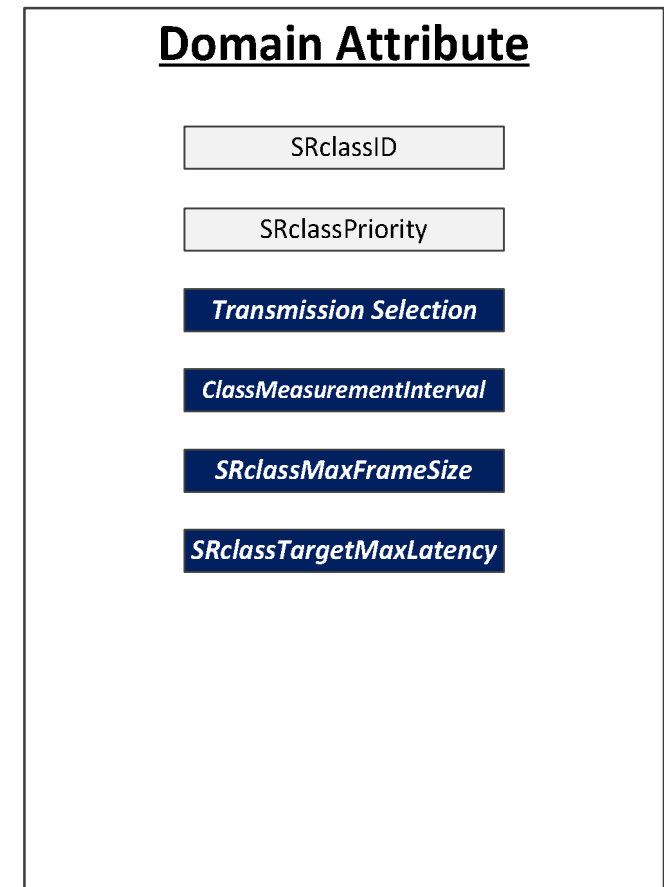 Domain Attribute
SRclassID
SRclassPriority
Transmission Selection
ClassMeasurementInterval
SRclassMaxFrameSize
SRclassTargetMaxLatency